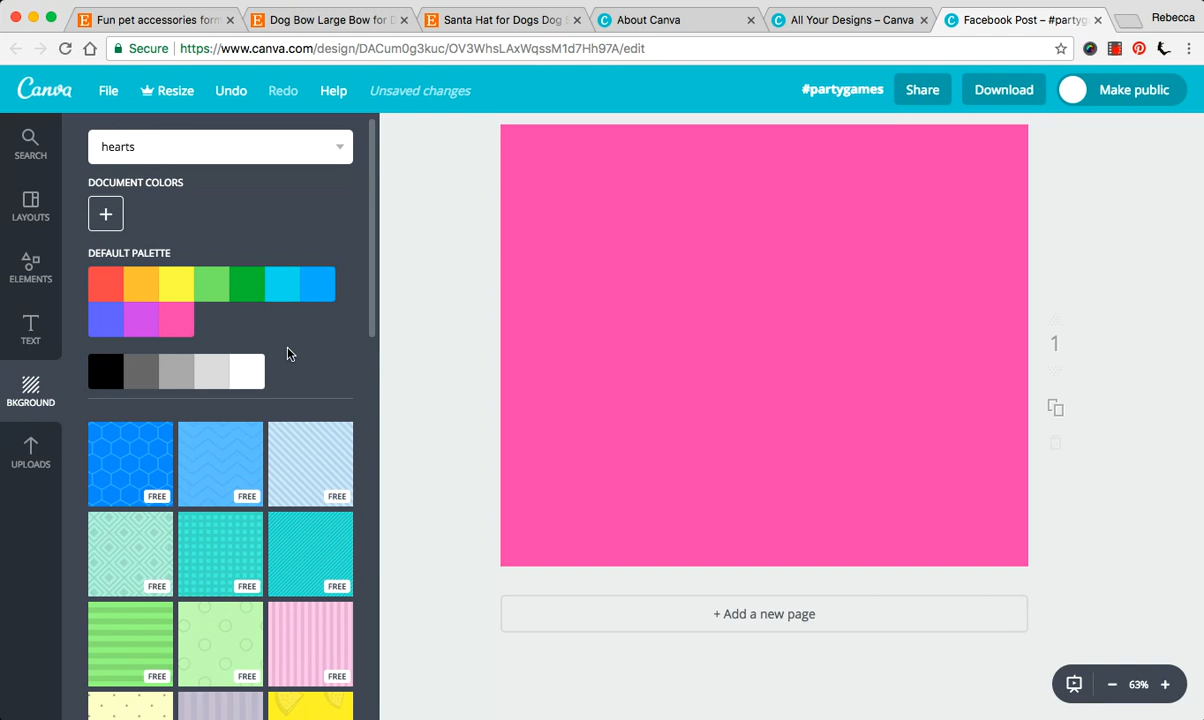 Fun pet accessories form
Dog Bow Large Bow for D
Santa Hat for Dogs Dog S
About Canva
All Your Designs – Canva
Facebook Post – #partyg
Rebecca
Secure https://www.canva.com/design/DACum0g3kuc/OV3WhsLAxWqssM1d7Hh97A/edit
Canva File Resize Undo Redo Help Unsaved changes #partygames Share Download Make public
SEARCH
LAYOUTS
ELEMENTS
TEXT
BKGROUND
UPLOADS
hearts
DOCUMENT COLORS
DEFAULT PALETTE
FREE FREE FREE
FREE FREE FREE
FREE FREE FREE
1
+ Add a new page
63%